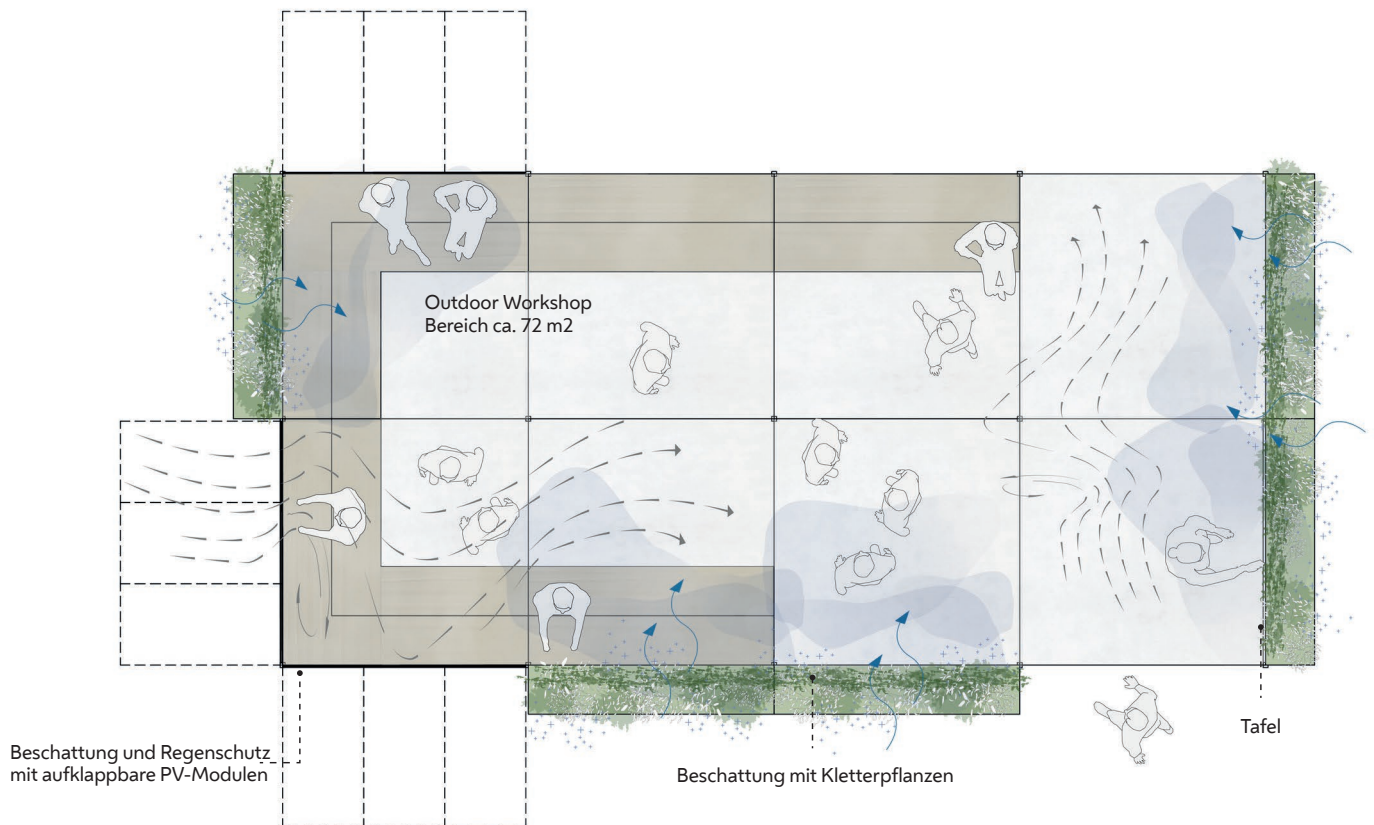 Outdoor Workshop
Bereich ca. 72 m2
Beschattung und Regenschutz
mit aufklappbare PV-Modulen
Beschattung mit Kletterpflanzen
Tafel